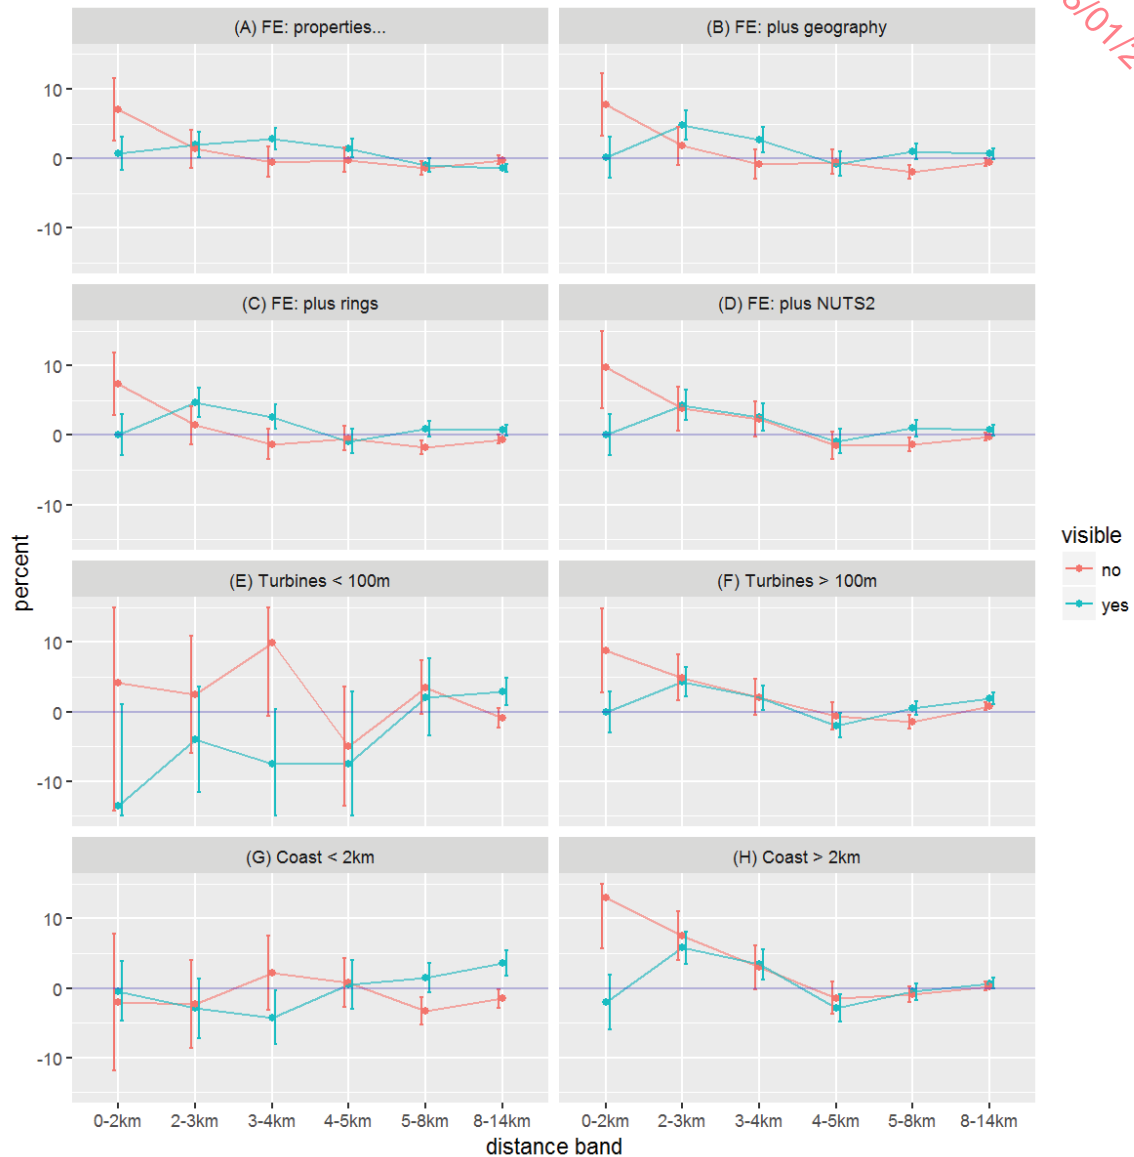 (A) FE: properties...
(B) FE: plus geography
10
0
-10
(C) FE: plus rings
(D) FE: plus NUTS2
10
0
-10
(E) Turbines < 100m
(F) Turbines > 100m
10
0
-10
(G) Coast < 2km
(H) Coast > 2km
10
0
-10
percent
0-2km 2-3km 3-4km 4-5km 5-8km 8-14km
0-2km 2-3km 3-4km 4-5km 5-8km 8-14km
distance band
visible
no
yes
/01/2